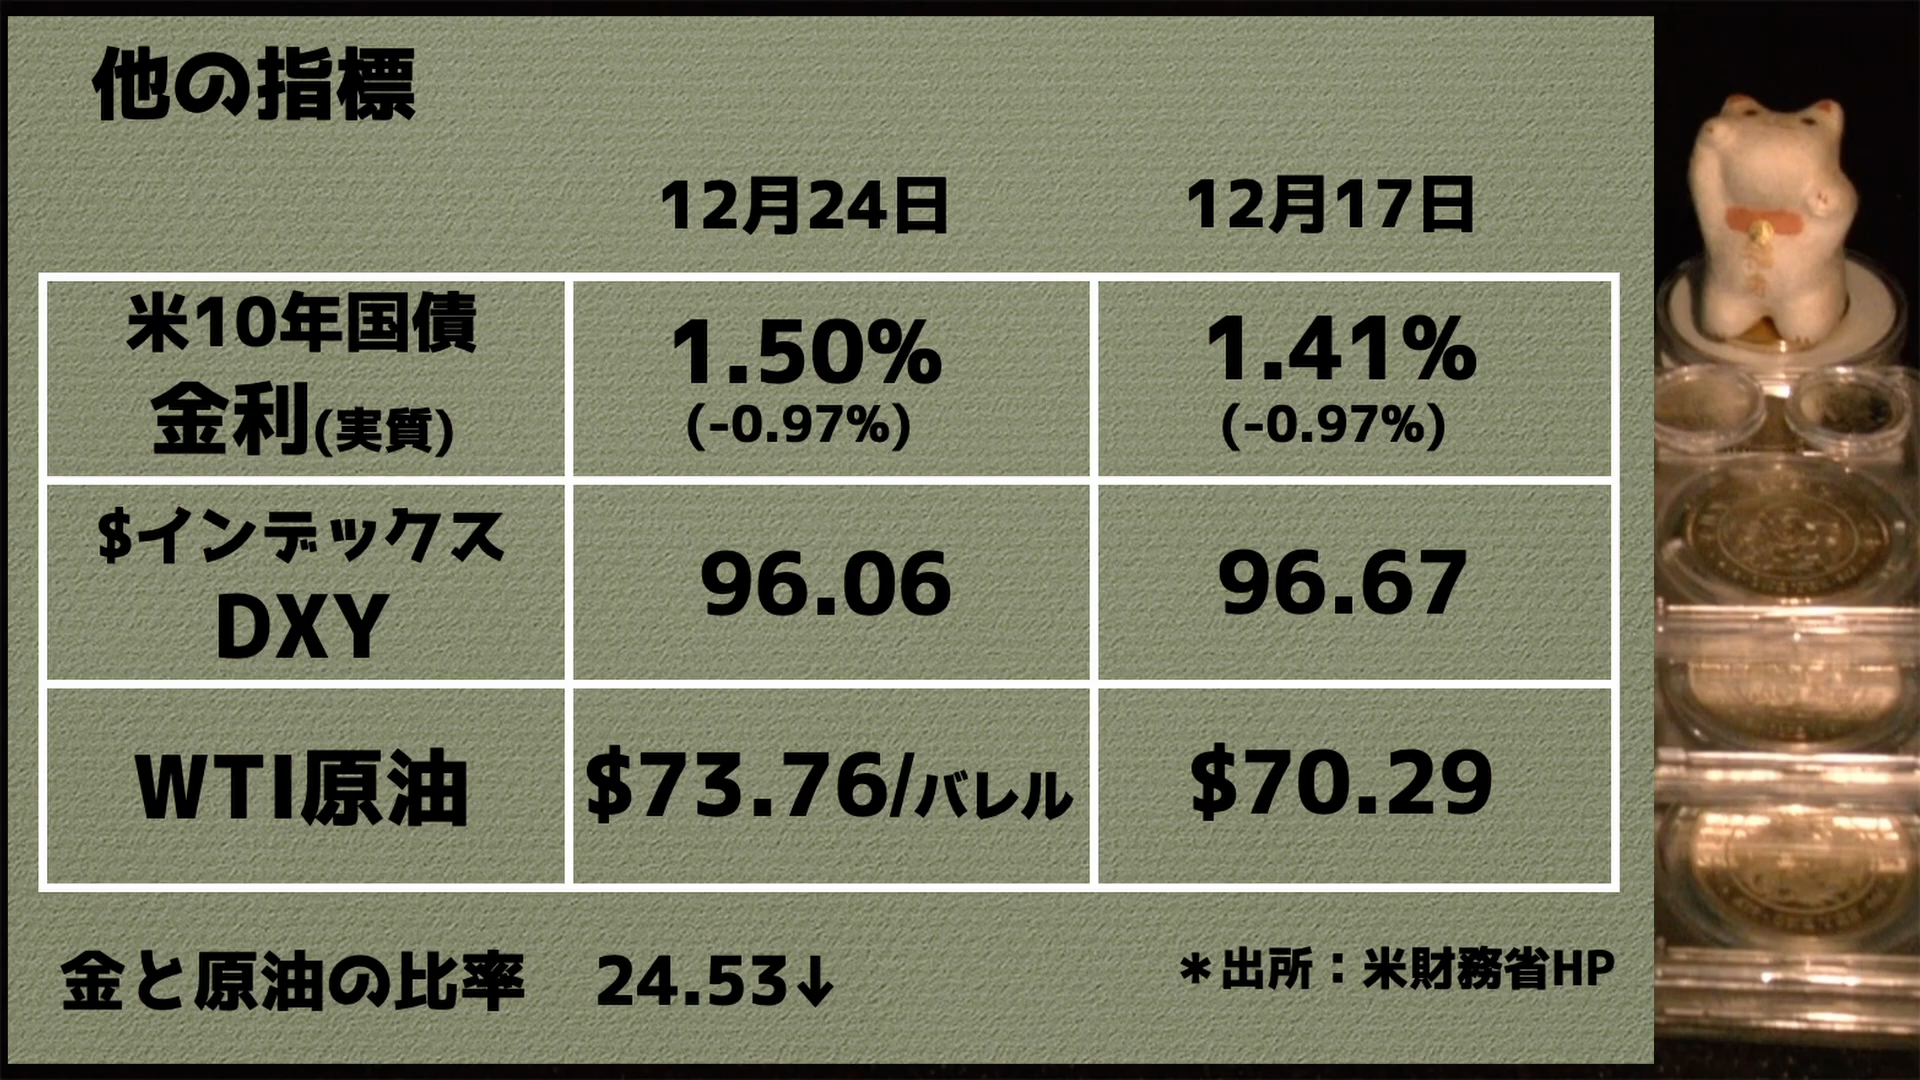 他の指標
12月24日 12月17日
米10年国債
金利(実質)
1.50%
(-0.97%)
1.41%
(-0.97%)
$インデックス
DXY
96.06
96.67
WTI原油
$73.76/バレル
$70.29
金と原油の比率 24.53↓
＊出所：米財務省HP